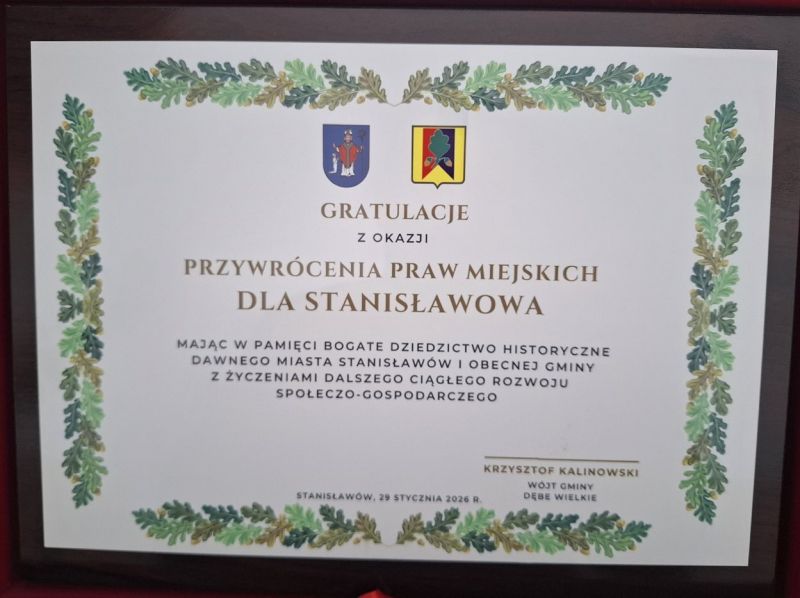 GRATULACJE
Z OKAZJI
PRZYWRÓCENIA PRAW MIEJSKICH
DLA STANISŁAWOWA
MAJĄC W PAMIĘCI BOGATE DZIEDZICTWO HISTORYCZNE
DAWNEGO MIASTA STANISŁAWÓW I OBECNEJ GMINY
Z ŻYCZENIAMI DALSZEGO CIĄGŁEGO ROZWOJU
SPOŁECZO-GOSPODARCZEGO
KRZYSZTOF KALINOWSKI
WÓJT GMINY
DĘBE WIELKIE
STANISŁAWÓW, 29 STYCZNIA 2026 R.